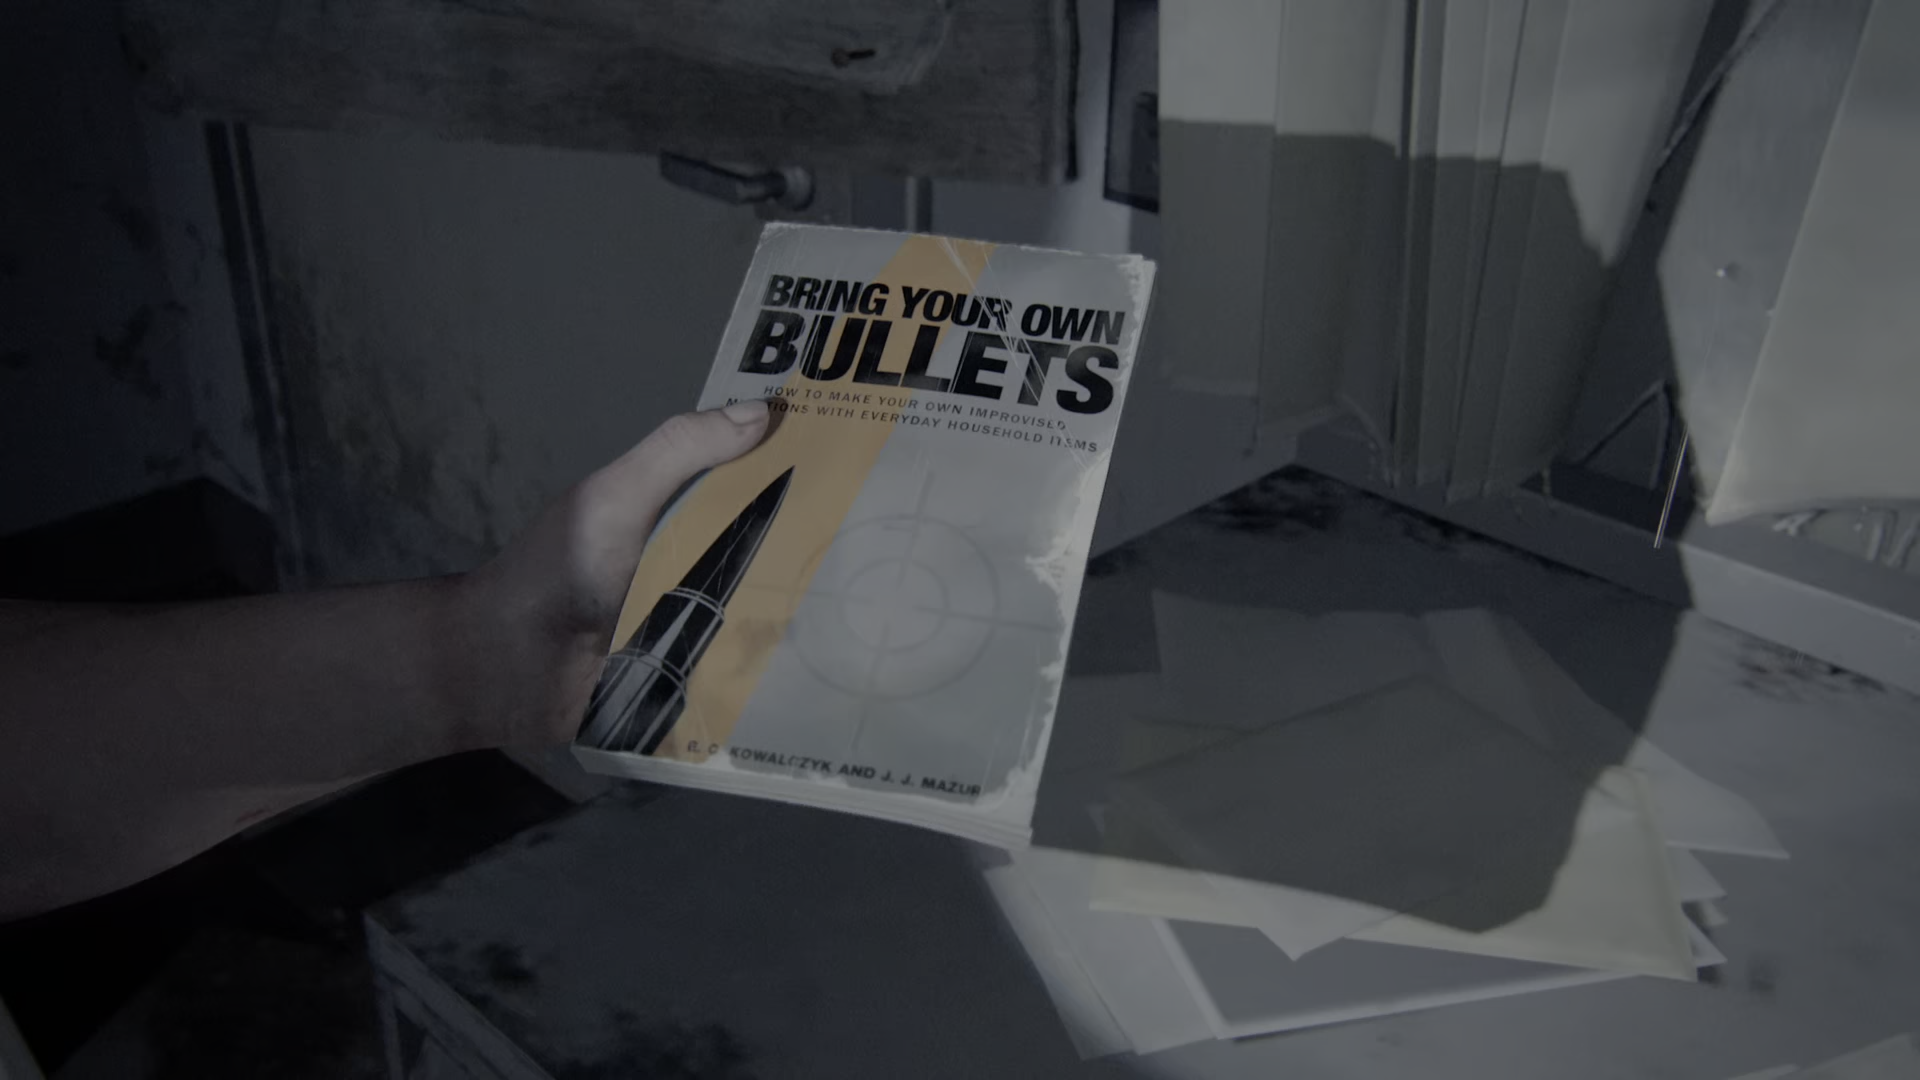 BRING YOUR OWN
BULLETS
HOW TO MAKE YOUR OWN IMPROVISED
WITH EVERYDAY HOUSEHOLD ITEMS
KOWALCZYK AND J. J. MAZUR